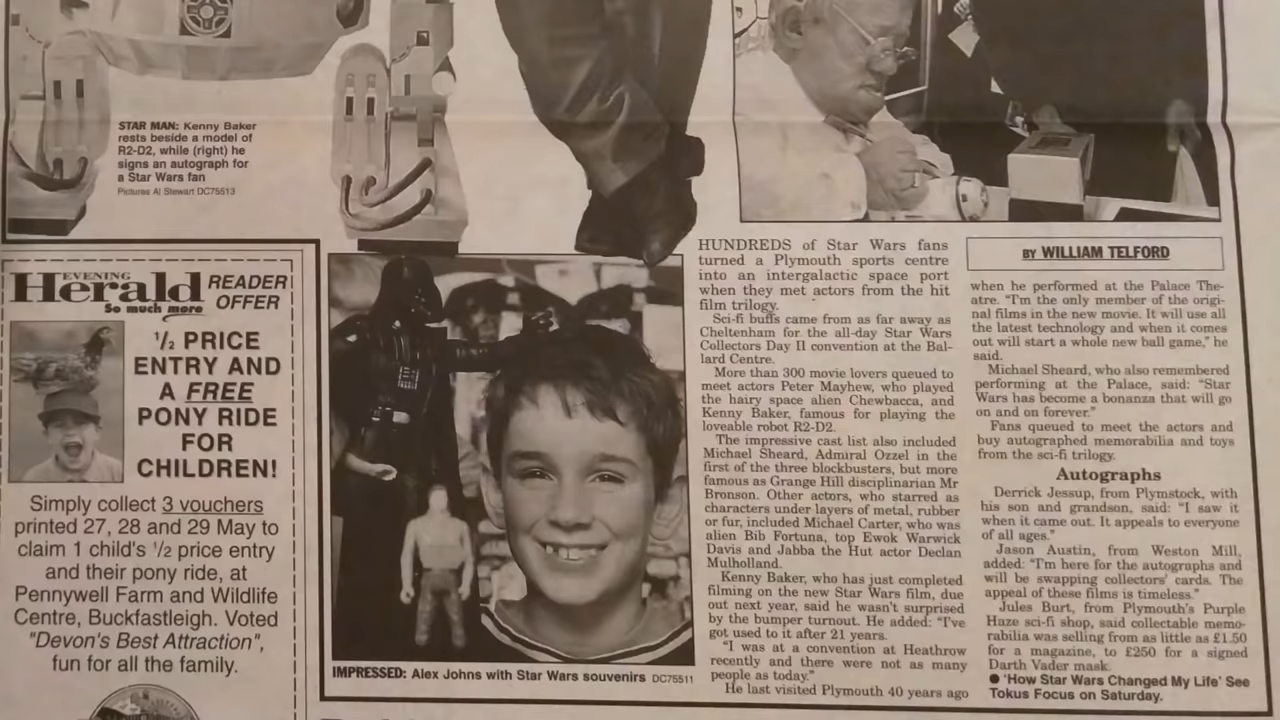 STAR MAN: Kenny Baker
rests beside a model of
R2-D2, while (right) he
signs an autograph for
a Star Wars fan
Pictures Al Stewart DC75513
EVENING
Herald
So much more
READER
OFFER
1/2 PRICE
ENTRY AND
A FREE
PONY RIDE
FOR
CHILDREN!
Simply collect 3 vouchers
printed 27, 28 and 29 May to
claim 1 child's 1/2 price entry
and their pony ride, at
Pennywell Farm and Wildlife
Centre, Buckfastleigh. Voted
"Devon's Best Attraction",
fun for all the family.
IMPRESSED: Alex Johns with Star Wars souvenirs DC75511
HUNDREDS of Star Wars fans
turned a Plymouth sports centre
into an intergalactic space port
when they met actors from the hit
film trilogy.
Sci-fi buffs came from as far away as
Cheltenham for the all-day Star Wars
Collectors Day II convention at the Bal-
lard Centre.
More than 300 movie lovers queued to
meet actors Peter Mayhew, who played
the hairy space alien Chewbacca, and
Kenny Baker, famous for playing the
loveable robot R2-D2.
The impressive cast list also included
Michael Sheard, Admiral Ozzel in the
first of the three blockbusters, but more
famous as Grange Hill disciplinarian Mr
Bronson. Other actors, who starred as
characters under layers of metal, rubber
or fur, included Michael Carter, who was
alien Bib Fortuna, top Ewok Warwick
Davis and Jabba the Hut actor Declan
Mulholland.
Kenny Baker, who has just completed
filming on the new Star Wars film, due
out next year, said he wasn't surprised
by the bumper turnout. He added: "I've
got used to it after 21 years.
"I was at a convention at Heathrow
recently and there were not as many
people as today."
He last visited Plymouth 40 years ago
BY WILLIAM TELFORD
when he performed at the Palace The-
atre. "I'm the only member of the origi-
nal films in the new movie. It will use all
the latest technology and when it comes
out will start a whole new ball game," he
said.
Michael Sheard, who also remembered
performing at the Palace, said: "Star
Wars has become a bonanza that will go
on and on forever."
Fans queued to meet the actors and
buy autographed memorabilia and toys
from the sci-fi trilogy.
Autographs
Derrick Jessup, from Plymstock, with
his son and grandson, said: "I saw it
when it came out. It appeals to everyone
of all ages."
Jason Austin, from Weston Mill,
added: "I'm here for the autographs and
will be swapping collectors' cards. The
appeal of these films is timeless."
Jules Burt, from Plymouth's Purple
Haze sci-fi shop, said collectable memo-
rabilia was selling from as little as £1.50
for a magazine, to £250 for a signed
Darth Vader mask.
● 'How Star Wars Changed My Life' See
Tokus Focus on Saturday.